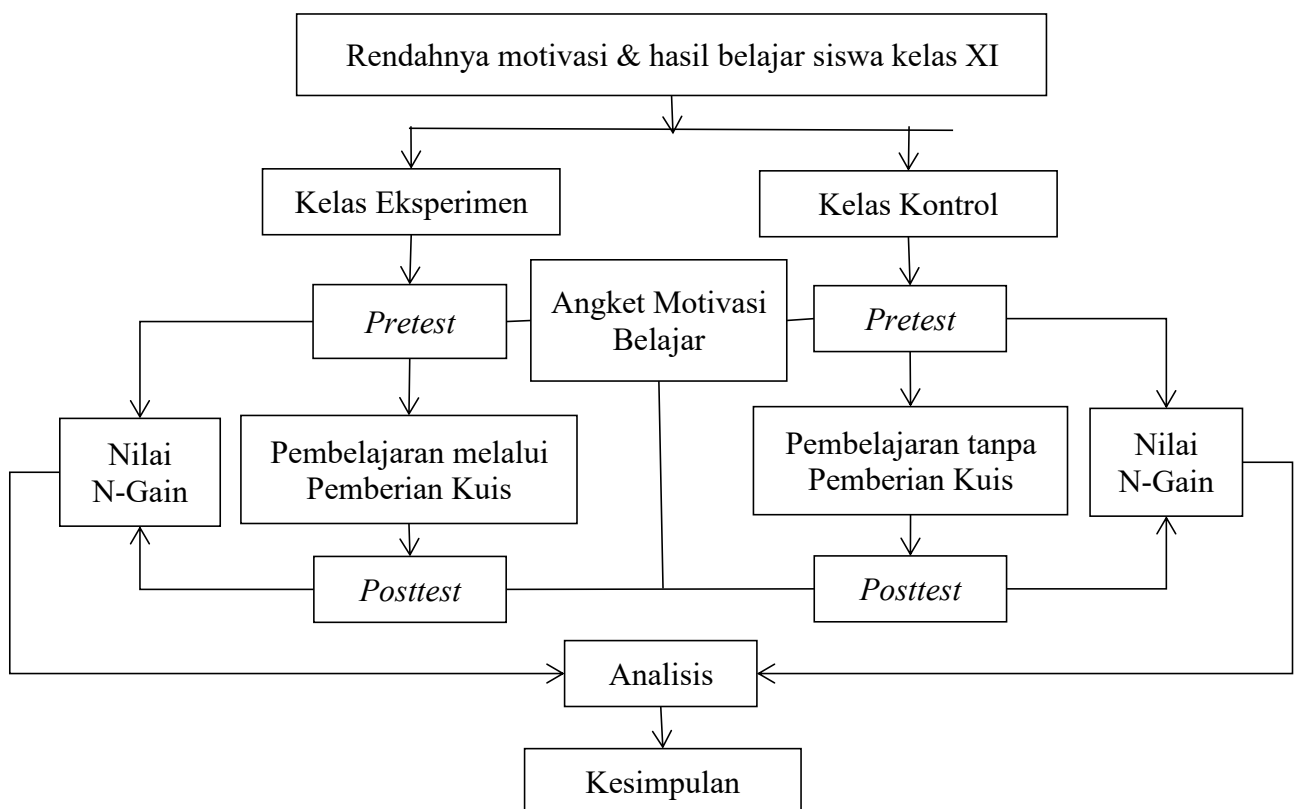 Rendahnya motivasi & hasil belajar siswa kelas XI
Kelas Eksperimen
Kelas Kontrol
Pretest
Angket Motivasi
Belajar
Pretest
Nilai
N-Gain
Pembelajaran melalui
Pemberian Kuis
Pembelajaran tanpa
Pemberian Kuis
Nilai
N-Gain
Posttest
Posttest
Analisis
Kesimpulan